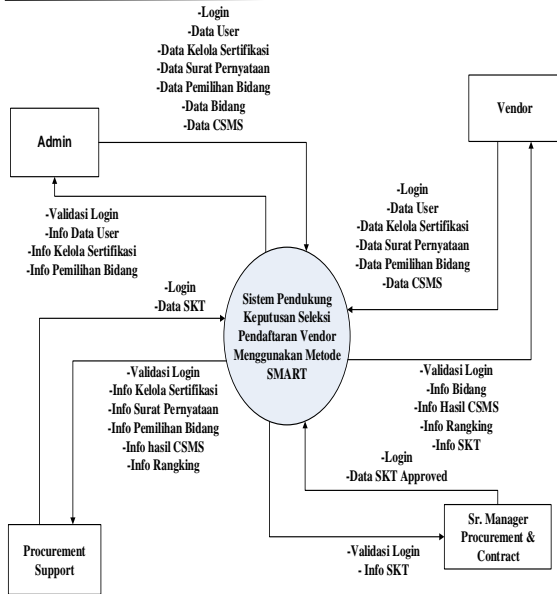 -Login
-Data User
-Data Kelola Sertifikasi
-Data Surat Pernyataan
-Data Pemilihan Bidang
-Data Bidang
-Data CSMS
Admin
Vendor
-Validasi Login
-Info Data User
-Info Kelola Sertifikasi
-Info Pemilihan Bidang
-Login
-Data User
-Data Kelola Sertifikasi
-Data Surat Pernyataan
-Data Pemilihan Bidang
-Data CSMS
-Login
-Data SKT
Sistem Pendukung
Keputusan Seleksi
Pendaftaran Vendor
Menggunakan Metode
SMART
-Validasi Login
-Info Kelola Sertifikasi
-Info Surat Pernyataan
-Info Pemilihan Bidang
-Info hasil CSMS
-Info Rangking
-Validasi Login
-Info Bidang
-Info Hasil CSMS
-Info Rangking
-Info SKT
-Login
-Data SKT Approved
Procurement
Support
-Validasi Login
- Info SKT
Sr. Manager
Procurement &
Contract